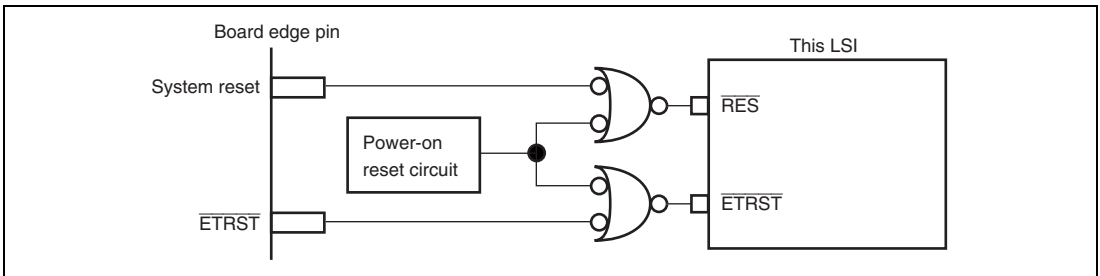 Board edge pin
This LSI
System reset
RES
Power-on
reset circuit
ETRST
ETRST